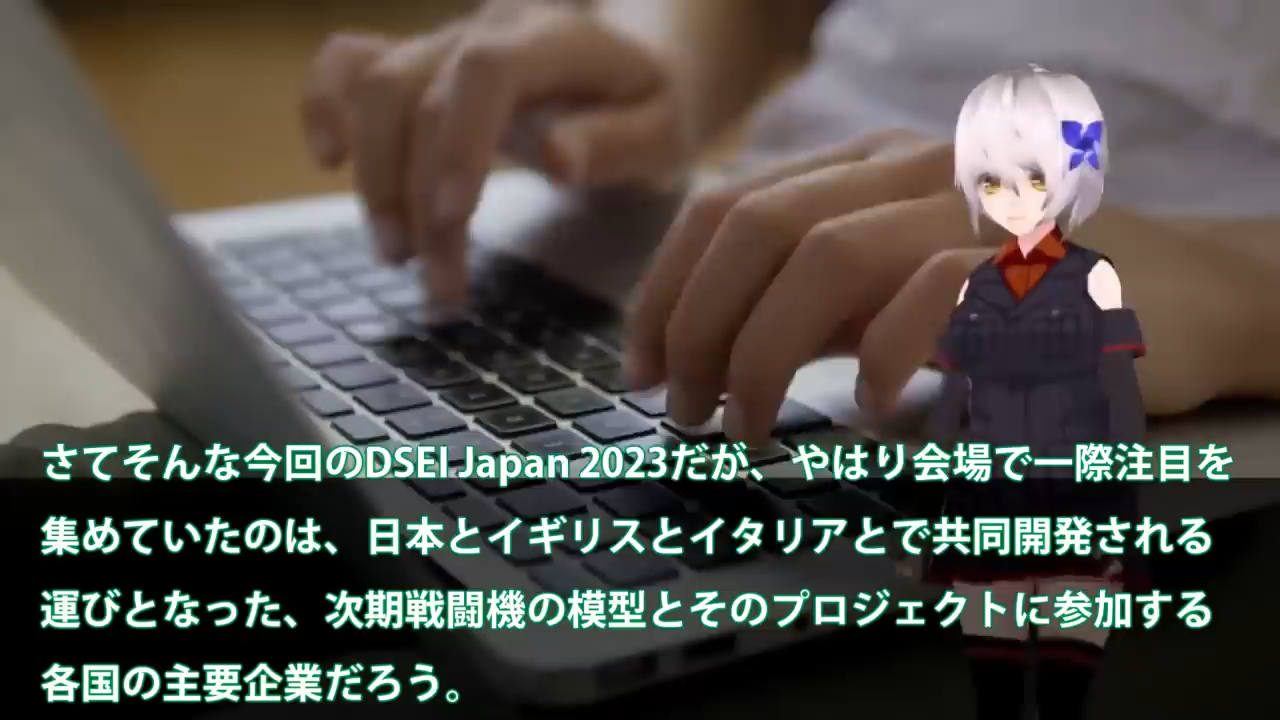 さてそんな今回のDSEI Japan 2023だが、やはり会場で一際注目を
集めていたのは、日本とイギリスとイタリアとで共同開発される
運びとなった、次期戦闘機の模型とそのプロジェクトに参加する
各国の主要企業だろう。